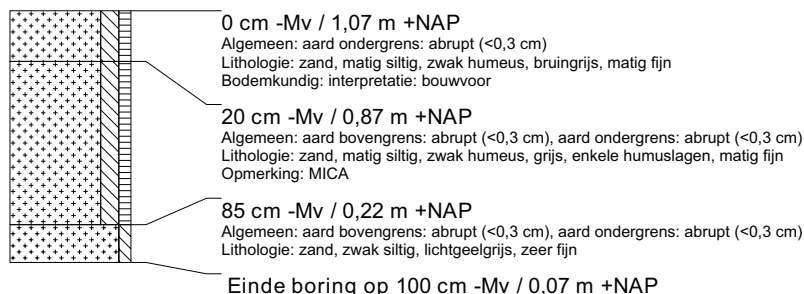 0 cm -Mv / 1,07 m +NAP
Algemeen: aard ondergrens: abrupt (<0,3 cm)
Lithologie: zand, matig siltig, zwak humeus, bruingrijs, matig fijn
Bodemkundig: interpretatie: bouwvoor
20 cm -Mv / 0,87 m +NAP
Algemeen: aard bovengrens: abrupt (<0,3 cm), aard ondergrens: abrupt (<0,3 cm)
Lithologie: zand, matig siltig, zwak humeus, grijs, enkele humuslagen, matig fijn
Opmerking: MICA
85 cm -Mv / 0,22 m +NAP
Algemeen: aard bovengrens: abrupt (<0,3 cm), aard ondergrens: abrupt (<0,3 cm)
Lithologie: zand, zwak siltig, lichtgeelgrijs, zeer fijn
Einde boring op 100 cm -Mv / 0,07 m +NAP